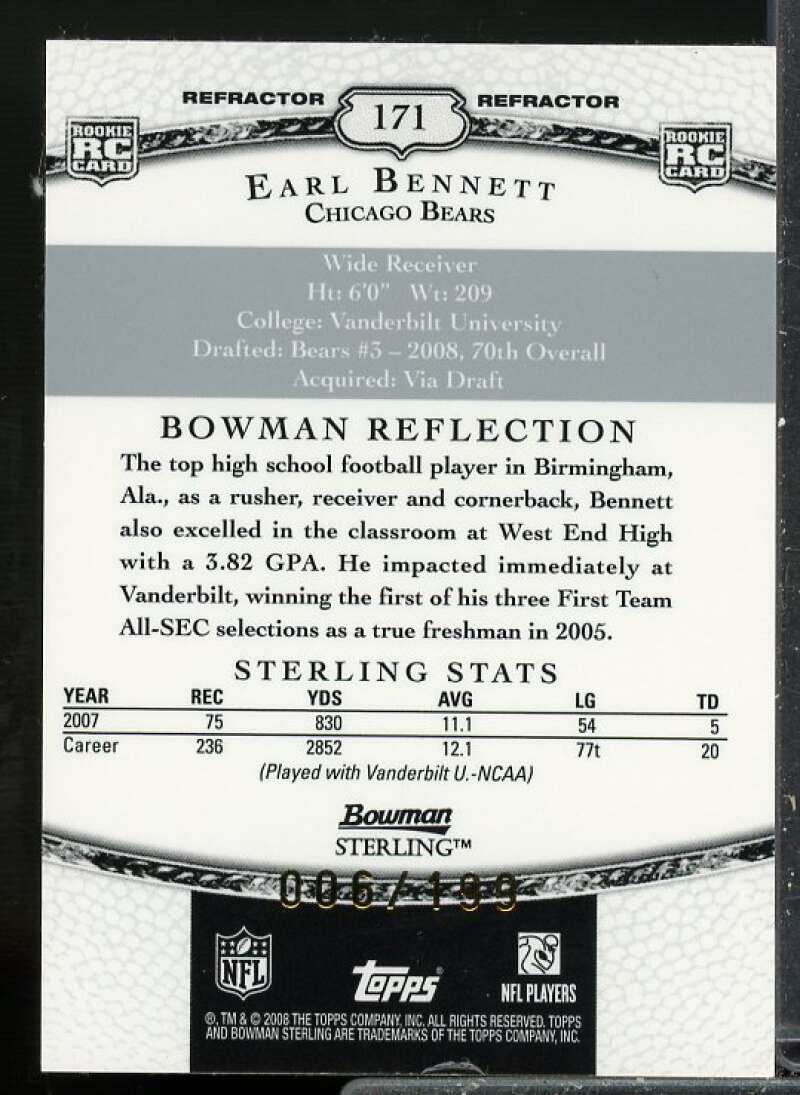 REFRACTOR 171 REFRACTOR
ROOKIE RC CARD
ROOKIE RC CARD
EARL BENNETT
CHICAGO BEARS
Wide Receiver
Ht: 6'0" Wt: 209
College: Vanderbilt University
Drafted: Bears #3 – 2008, 70th Overall
Acquired: Via Draft
BOWMAN REFLECTION
The top high school football player in Birmingham,
Ala., as a rusher, receiver and cornerback, Bennett
also excelled in the classroom at West End High
with a 3.82 GPA. He impacted immediately at
Vanderbilt, winning the first of his three First Team
All-SEC selections as a true freshman in 2005.
STERLING STATS
YEAR REC YDS AVG LG TD
2007 75 830 11.1 54 5
Career 236 2852 12.1 77t 20
(Played with Vanderbilt U.-NCAA)
Bowman
STERLING™
006/199
NFL
topps
NFL PLAYERS
®, TM & © 2008 THE TOPPS COMPANY, INC. ALL RIGHTS RESERVED. TOPPS
AND BOWMAN STERLING ARE TRADEMARKS OF THE TOPPS COMPANY, INC.